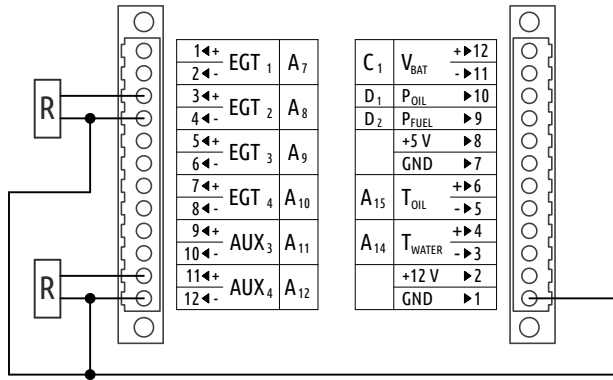 1◄+ EGT 1 A7
2◄-
3◄+ EGT 2 A8
4◄-
5◄+ EGT 3 A9
6◄-
7◄+ EGT 4 A10
8◄-
9◄+ AUX3 A11
10◄-
11◄+ AUX4 A12
12◄-
R
R
C1 VBAT +►12
-►11
D1 POIL ►10
D2 PFUEL ►9
+5 V ►8
GND ►7
A15 TOIL +►6
-►5
A14 TWATER +►4
-►3
+12 V ►2
GND ►1